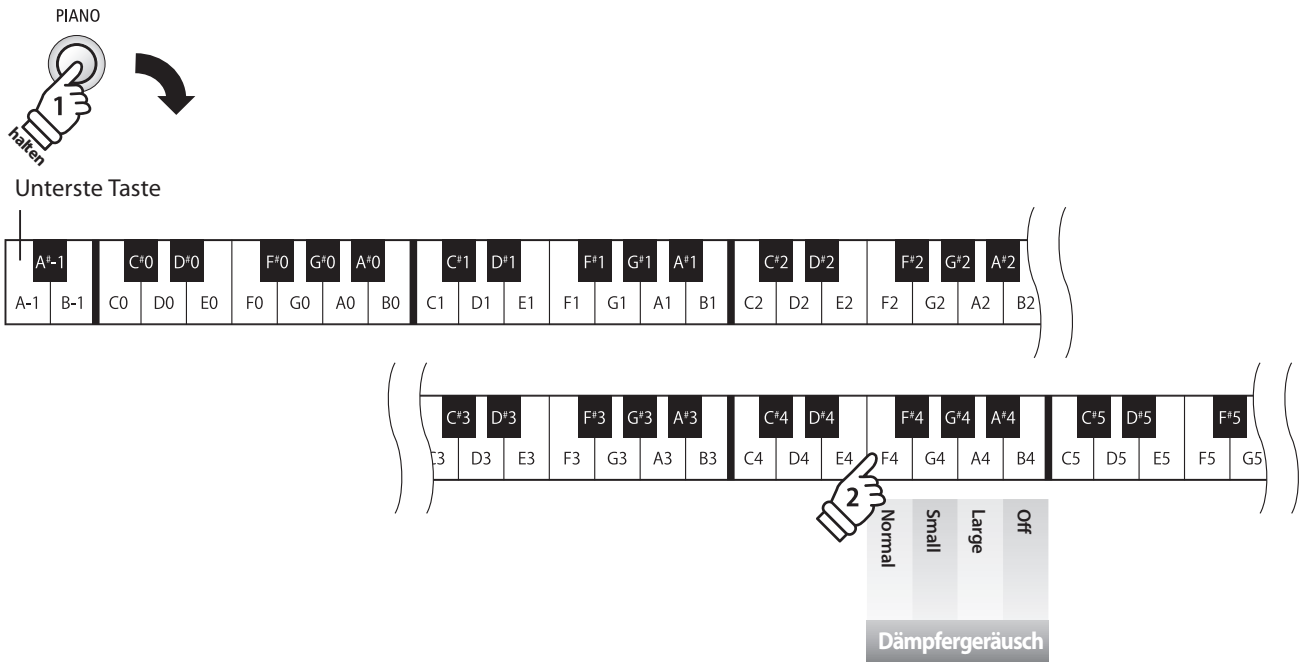 PIANO
1
halten
Unterste Taste
A#-1 C#0 D#0 F#0 G#0 A#0 C#1 D#1 F#1 G#1 A#1 C#2 D#2 F#2 G#2 A#2
A-1 B-1 C0 D0 E0 F0 G0 A0 B0 C1 D1 E1 F1 G1 A1 B1 C2 D2 E2 F2 G2 A2 B2
C#3 D#3 F#3 G#3 A#3 C#4 D#4 F#4 G#4 A#4 C#5 D#5 F#5
C3 D3 E3 F3 G3 A3 B3 C4 D4 E4 F4 G4 A4 B4 C5 D5 E5 F5 G5
2
Normal
Small
Large
Off
Dämpfergeräusch